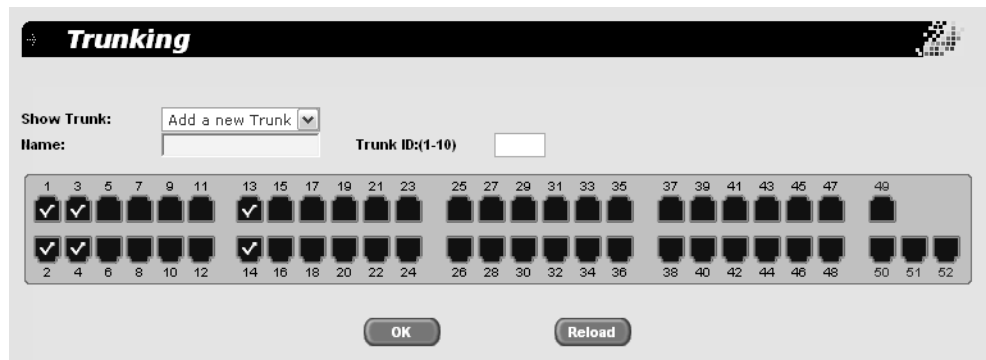 Trunking
Show Trunk: Add a new Trunk
Name: Trunk ID:(1-10)
1 3 5 7 9 11 13 15 17 19 21 23 25 27 29 31 33 35 37 39 41 43 45 47 49
2 4 6 8 10 12 14 16 18 20 22 24 26 28 30 32 34 36 38 40 42 44 46 48 50 51 52
OK Reload